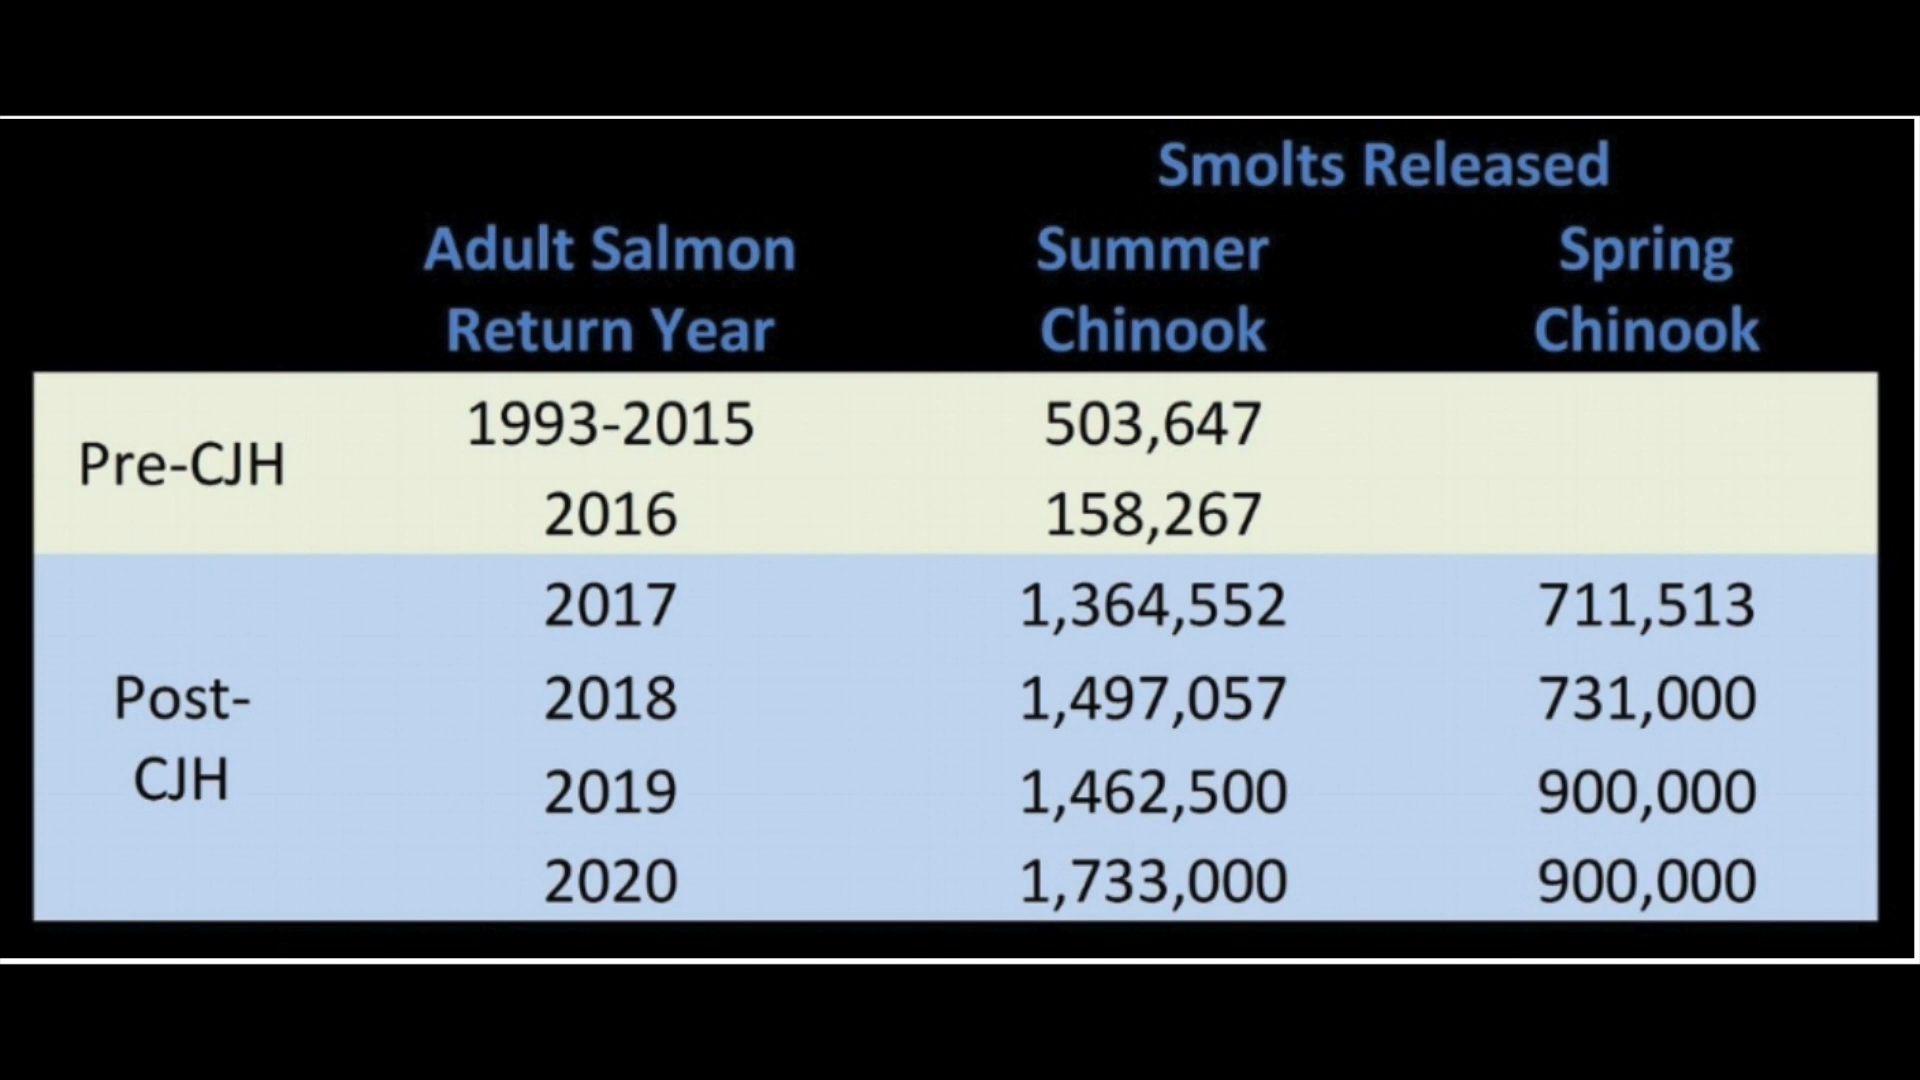 Smolts Released
Adult Salmon Return Year Summer Chinook Spring Chinook
Pre-CJH
1993-2015 503,647
2016 158,267
Post-CJH
2017 1,364,552 711,513
2018 1,497,057 731,000
2019 1,462,500 900,000
2020 1,733,000 900,000